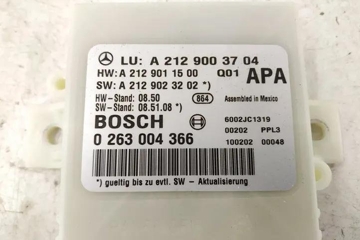 LU: A 212 900 37 04
HW: A 212 901 15 00 Q01 APA
SW: A 212 902 32 02 *)
HW-Stand: 08.50
SW-Stand: 08.51.08 *) 864 Assembled in Mexico
BOSCH 6002JC1319
0 263 004 366 00202 PPL3
100202 00048
*) gueltig bis zu evtl. SW - Aktualisierung